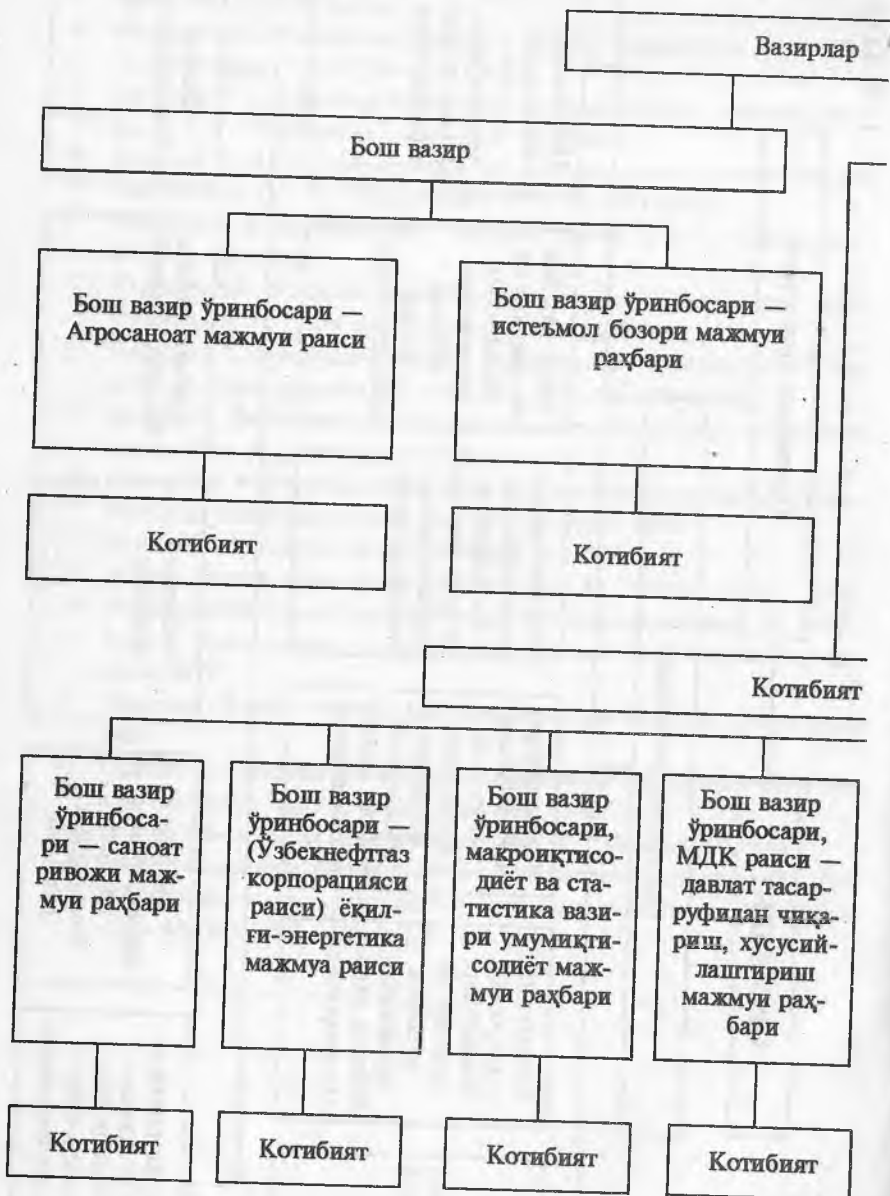 Вазирлар
Бош вазир
Бош вазир ўринбосари —
Агросаноат мажмуи раиси
Бош вазир ўринбосари —
истеъмол бозори мажмуи
раҳбари
Котибият
Котибият
Котибият
Бош вазир
ўринбоса-
ри — саноат
ривожи маж-
муи раҳбари
Бош вазир
ўринбосари —
(Ўзбекнефтгаз
корпорацияси
раиси) ёқил-
ғи-энергетика
мажмуа раиси
Бош вазир
ўринбосари,
макроиқтисо-
диёт ва ста-
тистика вази-
ри умумиқти-
содиёт маж-
муи раҳбари
Бош вазир
ўринбосари,
МДК раиси —
давлат тасар-
руфидан чиқа-
риш, хусусий-
лаштириш
мажмуи раҳ-
бари
Котибият
Котибият
Котибият
Котибият